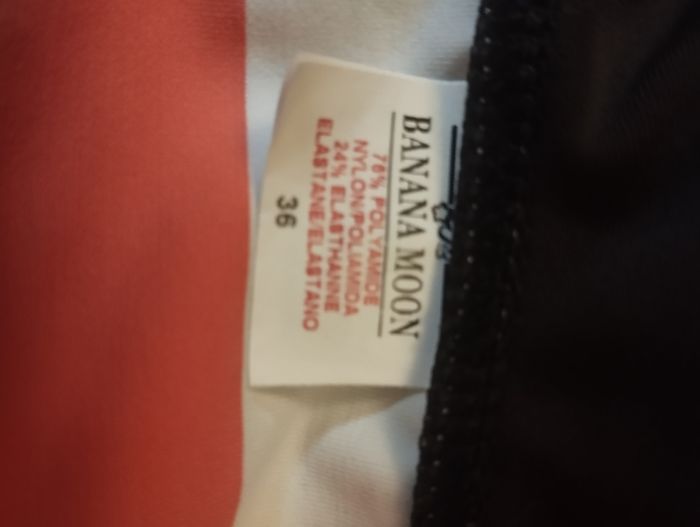 BANANA MOON
76% POLYAMIDE
NYLON/POLIAMIDA
24% ELASTHANNE
ELASTANE/ELASTANO
36